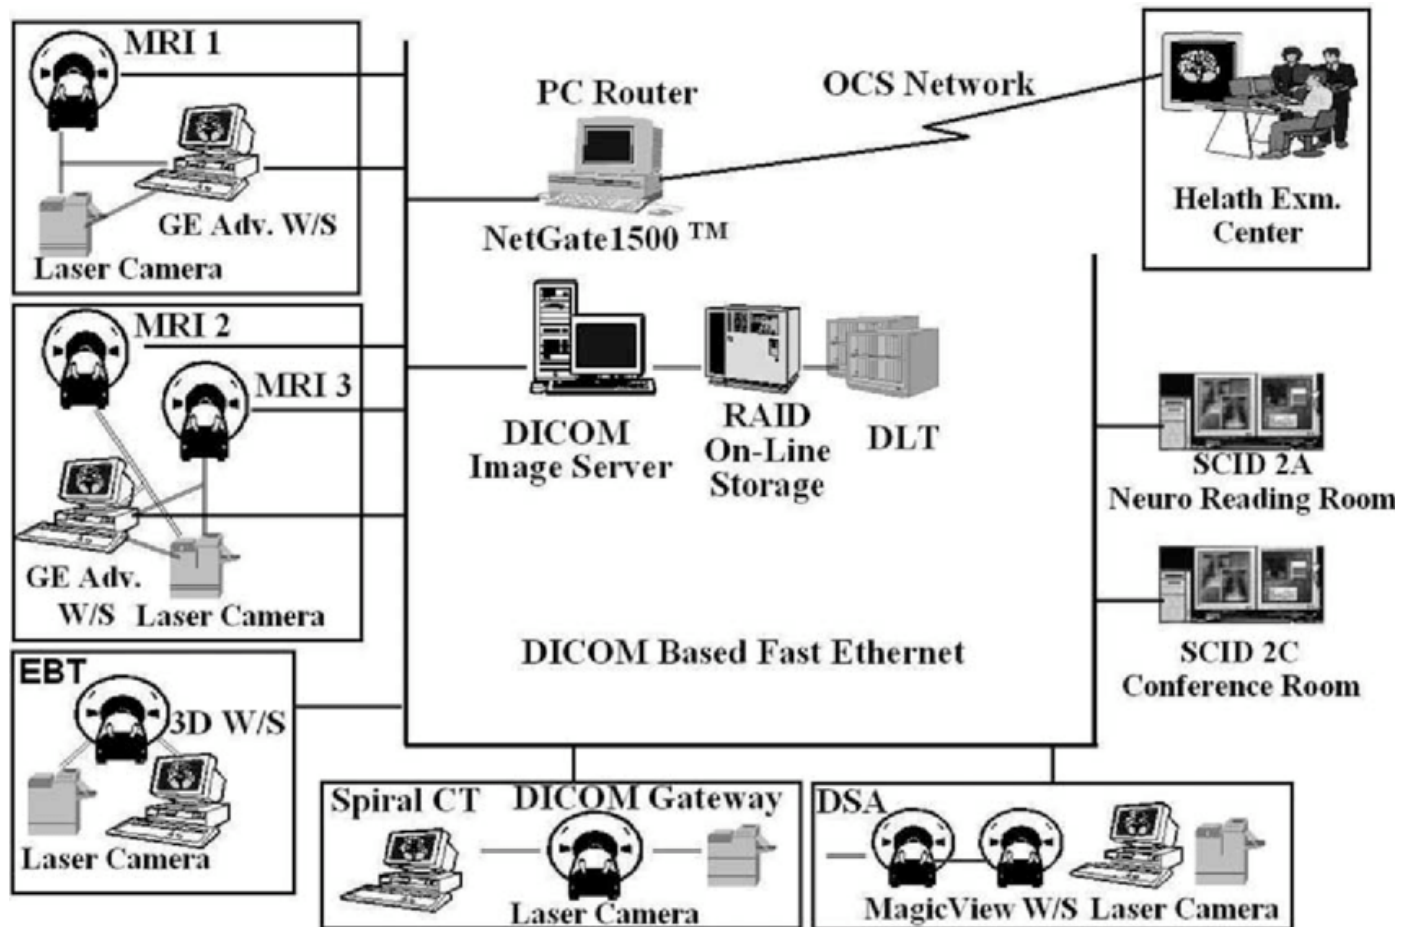 MRI 1
GE Adv. W/S
Laser Camera
PC Router
NetGate1500 TM
OCS Network
Helath Exm.
Center
MRI 2
MRI 3
GE Adv.
W/S
Laser Camera
DICOM
Image Server
RAID
On-Line
Storage
DLT
SCID 2A
Neuro Reading Room
SCID 2C
Conference Room
DICOM Based Fast Ethernet
EBT
3D W/S
Laser Camera
Spiral CT
DICOM Gateway
Laser Camera
DSA
MagicView W/S
Laser Camera